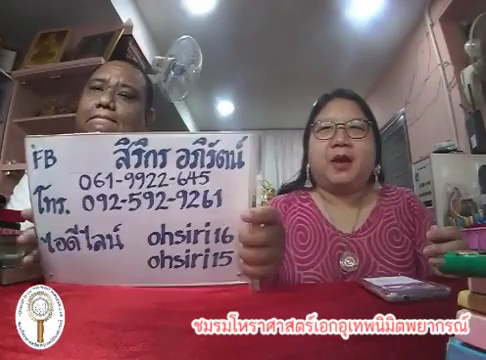 FB สิริกร อภิรัตน์
061-9922-645
โทร. 092-592-9261
ไอดีไลน์ ohsiri16
ohsiri15
ชมรมโหราศาสตร์เอกอุเทพนิมิตพยากรณ์